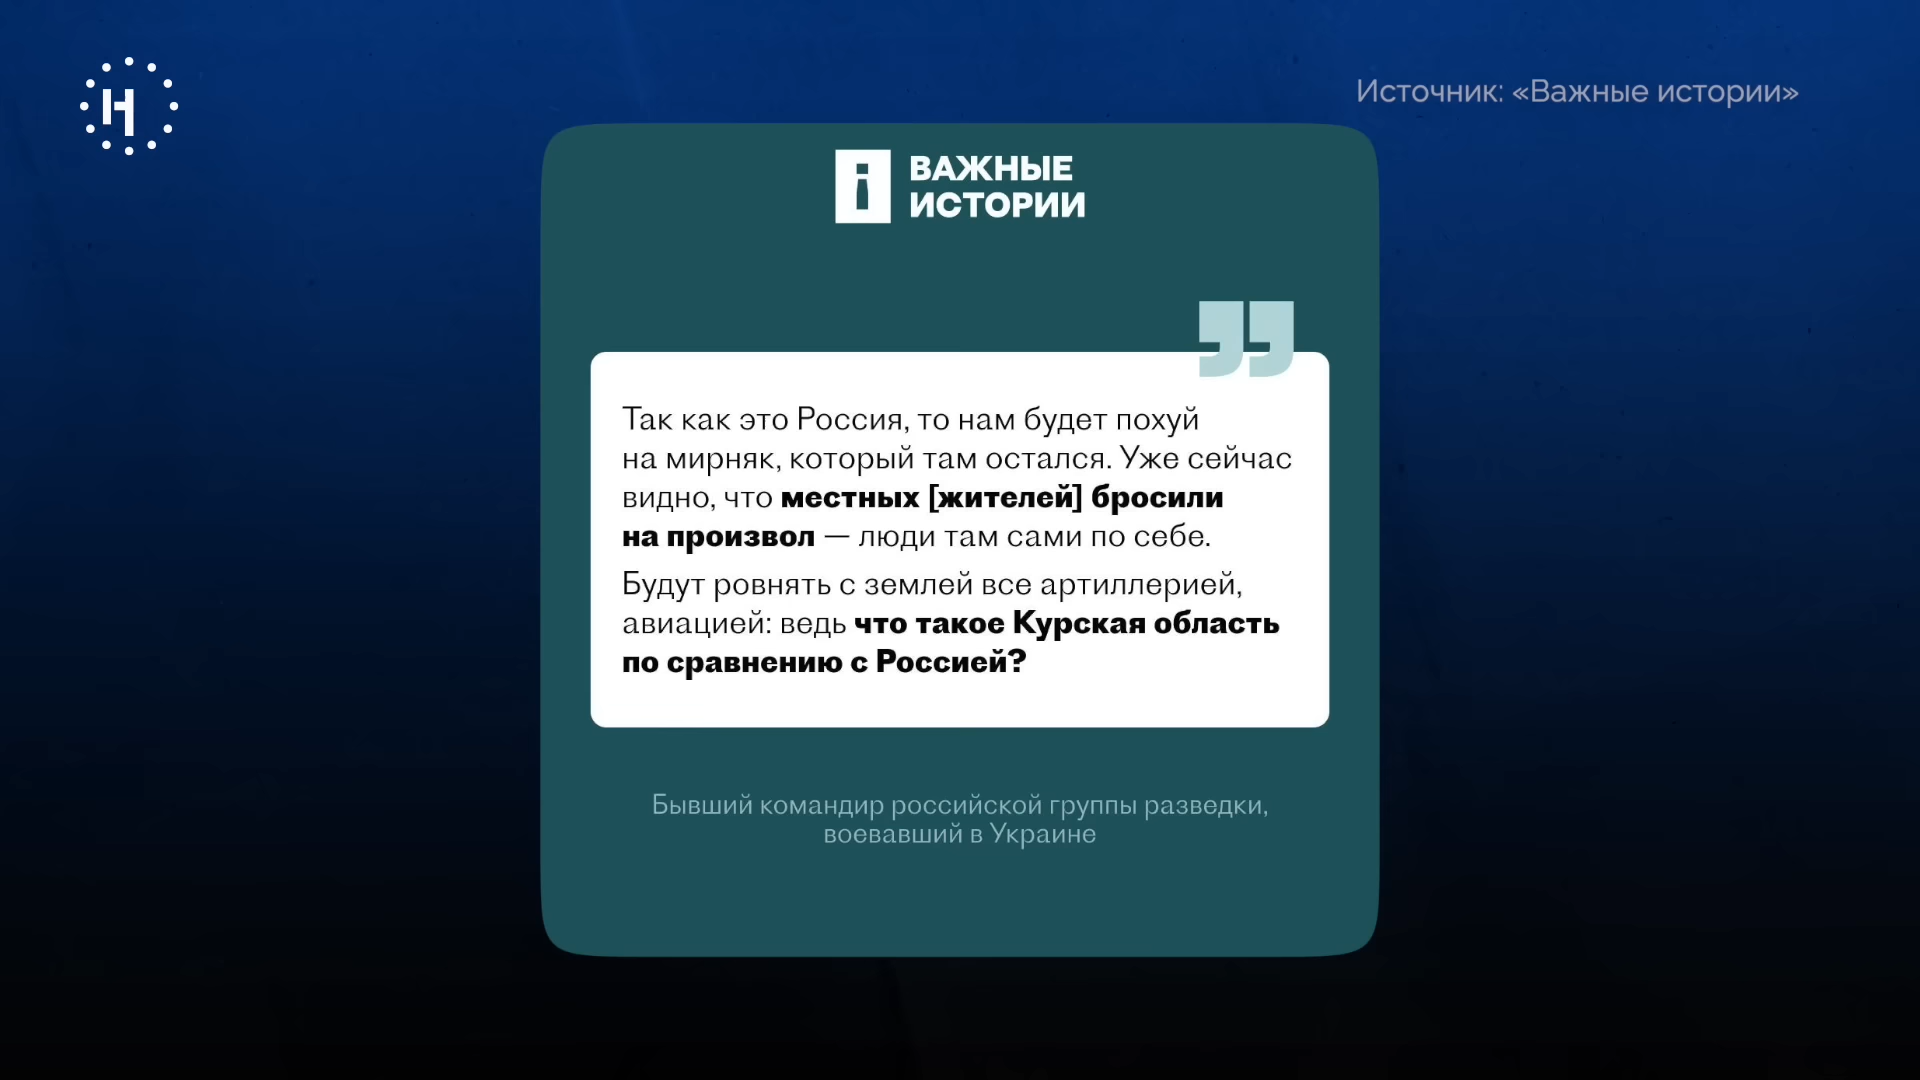 Источник: «Важные истории»
i ВАЖНЫЕ
ИСТОРИИ
Так как это Россия, то нам будет похуй
на мирняк, который там остался. Уже сейчас
видно, что местных [жителей] бросили
на произвол — люди там сами по себе.
Будут ровнять с землей все артиллерией,
авиацией: ведь что такое Курская область
по сравнению с Россией?
Бывший командир российской группы разведки,
воевавший в Украине